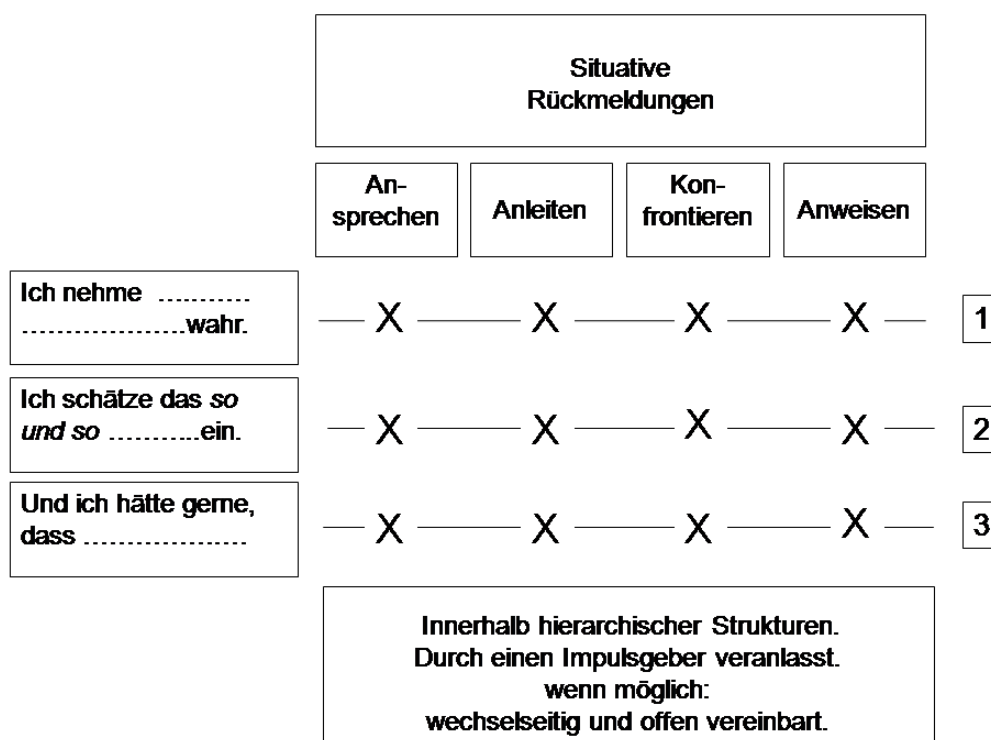 Situative
Rückmeldungen
An-
sprechen
Anleiten
Kon-
frontieren
Anweisen
Ich nehme ………..
……………….wahr.
X X X X
1
Ich schätze das so
und so ………..ein.
X X X X
2
Und ich hätte gerne,
dass ……………….
X X X X
3
Innerhalb hierarchischer Strukturen.
Durch einen Impulsgeber veranlasst.
wenn möglich:
wechselseitig und offen vereinbart.